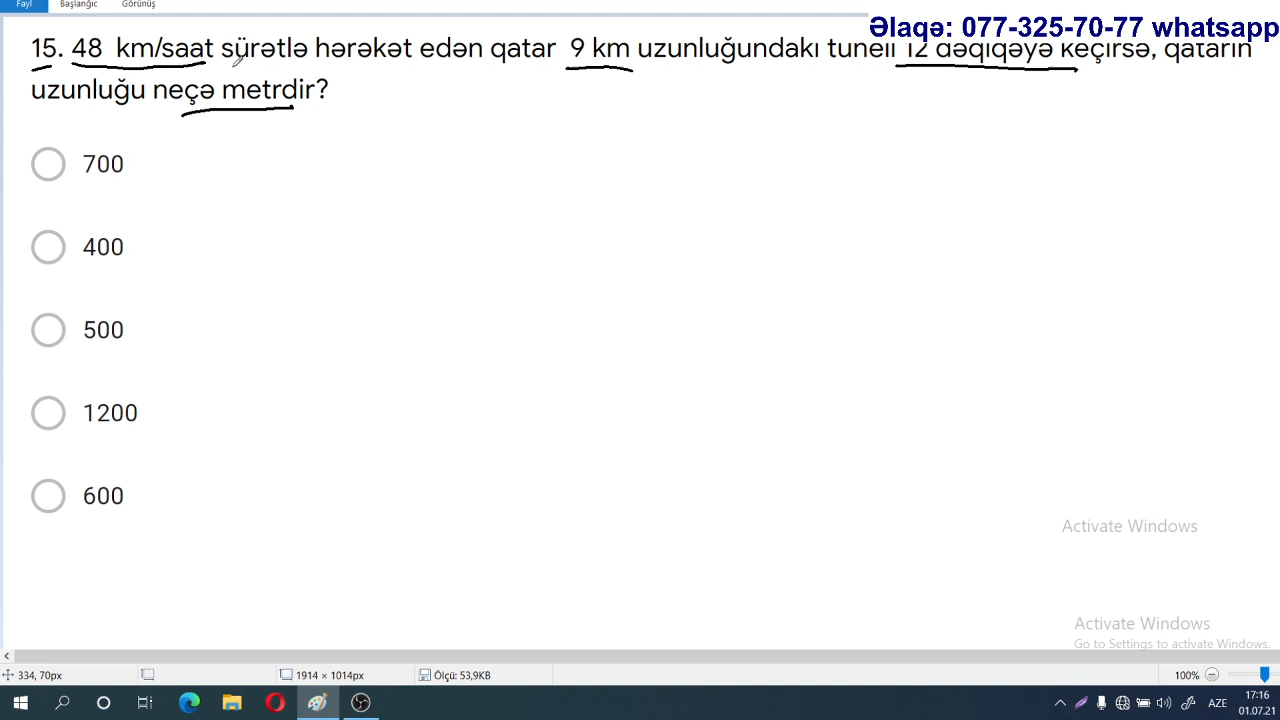 Fayl Başlanğıc Görünüş
Əlaqə: 077-325-70-77 whatsapp
15. 48 km/saat sürətlə hərəkət edən qatar 9 km uzunluğundakı tuneli 12 dəqiqəyə keçirsə, qatarın
uzunluğu neçə metrdir?
700
400
500
1200
600
Activate Windows
Activate Windows
Go to Settings to activate Windows.
334, 70px 1914 × 1014px Ölçü: 53,9KB 100%
AZE 17:16
01.07.21